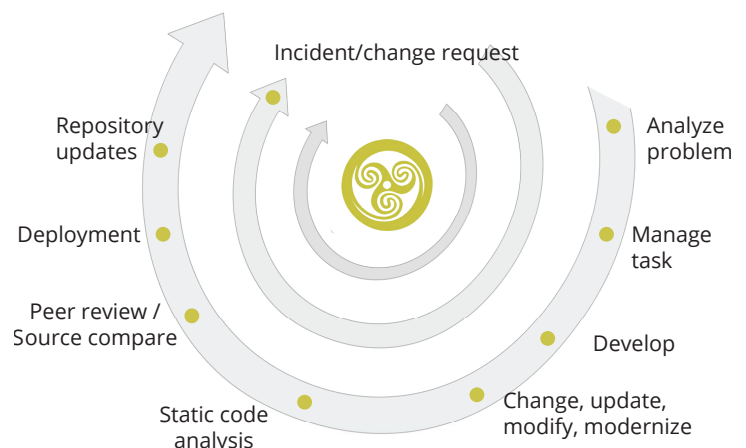 Incident/change request
Analyze
problem
Manage
task
Develop
Change, update,
modify, modernize
Static code
analysis
Peer review /
Source compare
Deployment
Repository
updates